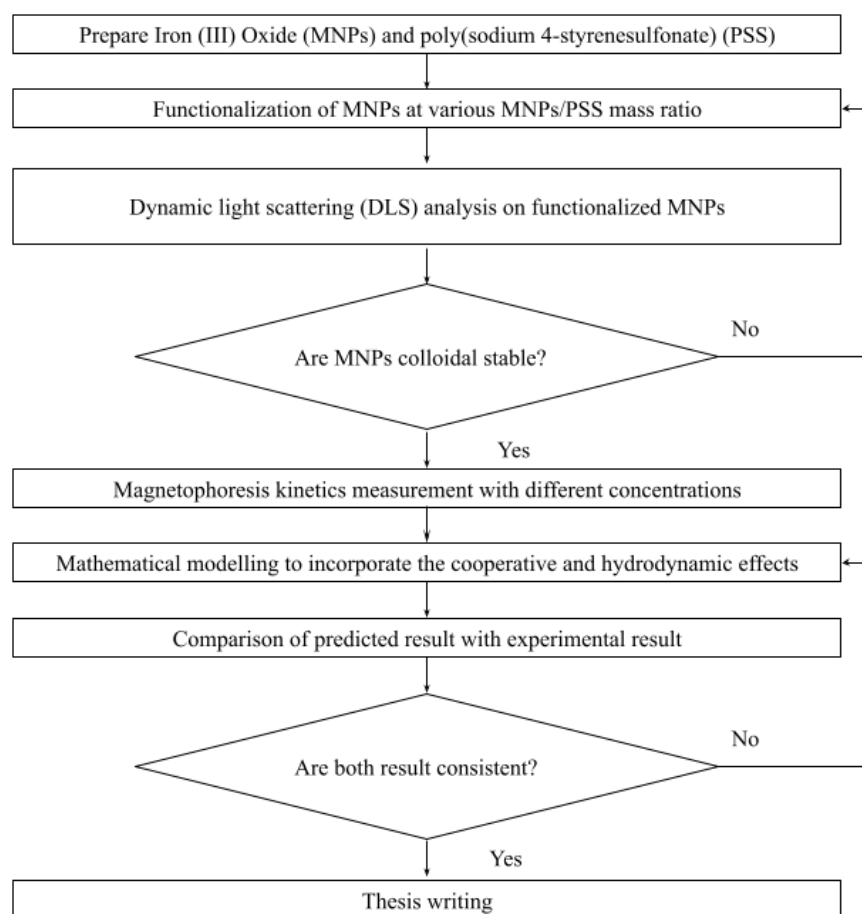 Prepare Iron (III) Oxide (MNPs) and poly(sodium 4-styrenesulfonate) (PSS)
Functionalization of MNPs at various MNPs/PSS mass ratio
Dynamic light scattering (DLS) analysis on functionalized MNPs
No
Are MNPs colloidal stable?
Yes
Magnetophoresis kinetics measurement with different concentrations
Mathematical modelling to incorporate the cooperative and hydrodynamic effects
Comparison of predicted result with experimental result
No
Are both result consistent?
Yes
Thesis writing